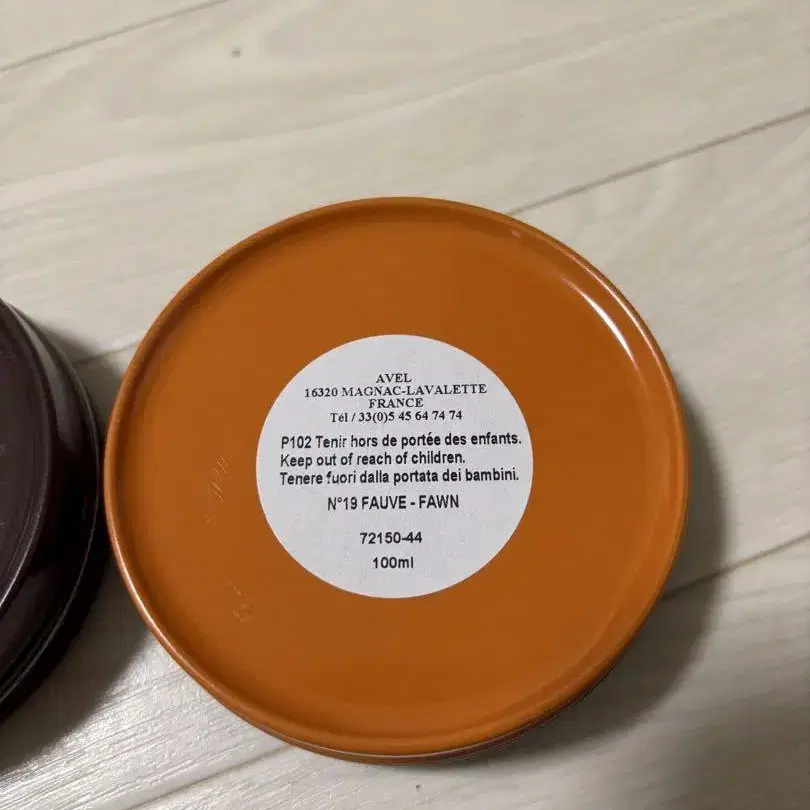 AVEL
16320 MAGNAC-LAVALETTE
FRANCE
Tél / 33(0)5 45 64 74 74
P102 Tenir hors de portée des enfants.
Keep out of reach of children.
Tenere fuori dalla portata dei bambini.
N°19 FAUVE - FAWN
72150-44
100ml